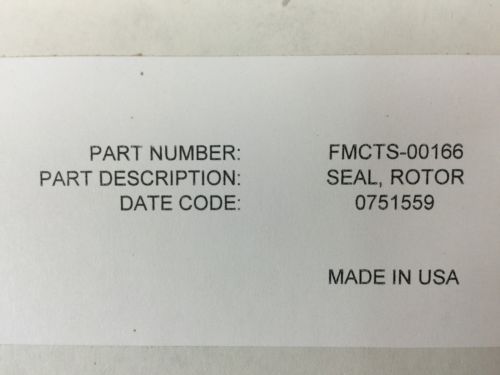 PART NUMBER: FMCTS-00166
PART DESCRIPTION: SEAL, ROTOR
DATE CODE: 0751559
MADE IN USA